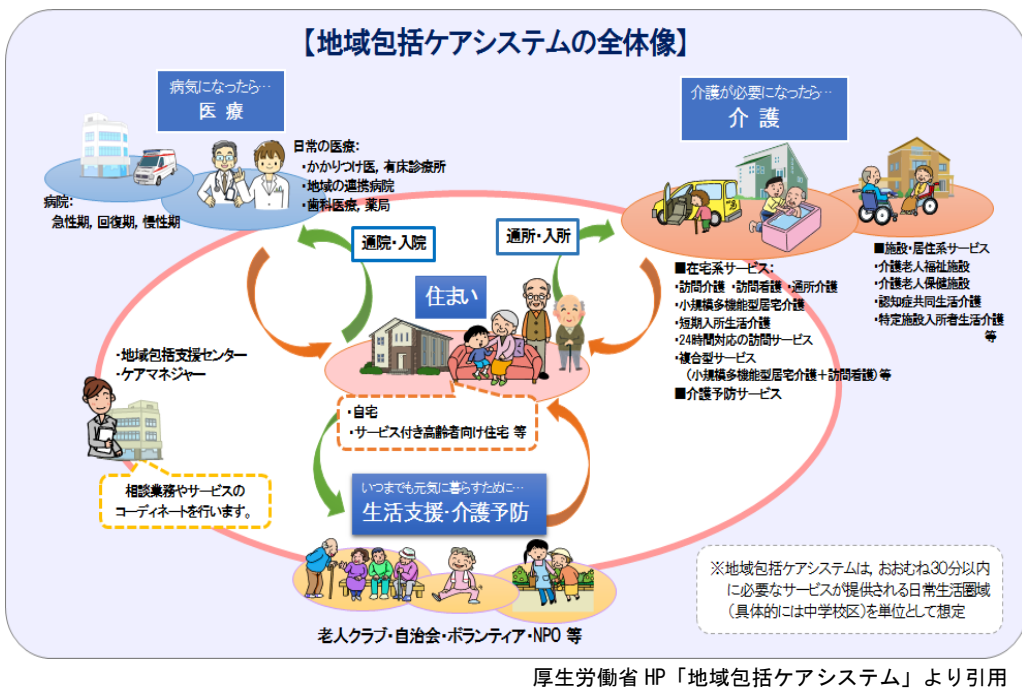 【地域包括ケアシステムの全体像】
病気になったら…
医 療
日常の医療:
・かかりつけ医, 有床診療所
・地域の連携病院
・歯科医療, 薬局
病院:
急性期, 回復期, 慢性期
介護が必要になったら…
介 護
通院・入院
通所・入所
■在宅系サービス:
・訪問介護 ・訪問看護 ・通所介護
・小規模多機能型居宅介護
・短期入所生活介護
・24時間対応の訪問サービス
・複合型サービス
(小規模多機能型居宅介護+訪問看護)等
■介護予防サービス
■施設・居住系サービス
・介護老人福祉施設
・介護老人保健施設
・認知症共同生活介護
・特定施設入所者生活介護
等
住まい
・自宅
・サービス付き高齢者向け住宅 等
・地域包括支援センター
・ケアマネジャー
相談業務やサービスの
コーディネートを行います。
いつまでも元気に暮らすために…
生活支援・介護予防
老人クラブ・自治会・ボランティア・NPO 等
※地域包括ケアシステムは, おおむね30分以内
に必要なサービスが提供される日常生活圏域
(具体的には中学校区)を単位として想定
厚生労働省 HP「地域包括ケアシステム」より引用